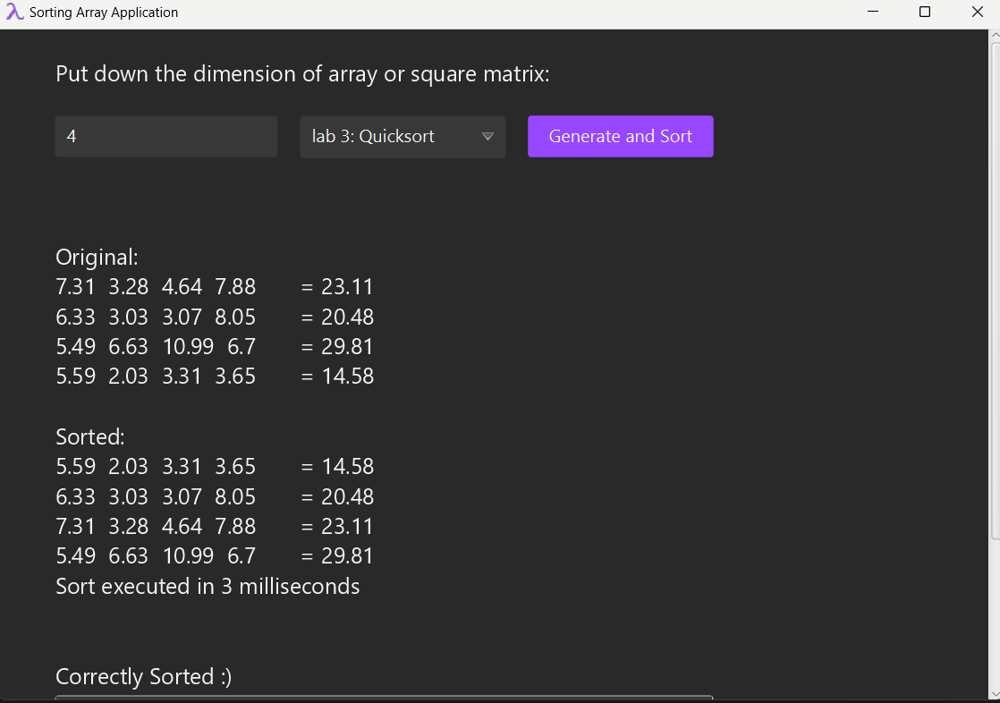 Sorting Array Application
Put down the dimension of array or square matrix:
4 lab 3: Quicksort Generate and Sort
Original:
7.31 3.28 4.64 7.88 = 23.11
6.33 3.03 3.07 8.05 = 20.48
5.49 6.63 10.99 6.7 = 29.81
5.59 2.03 3.31 3.65 = 14.58
Sorted:
5.59 2.03 3.31 3.65 = 14.58
6.33 3.03 3.07 8.05 = 20.48
7.31 3.28 4.64 7.88 = 23.11
5.49 6.63 10.99 6.7 = 29.81
Sort executed in 3 milliseconds
Correctly Sorted :)